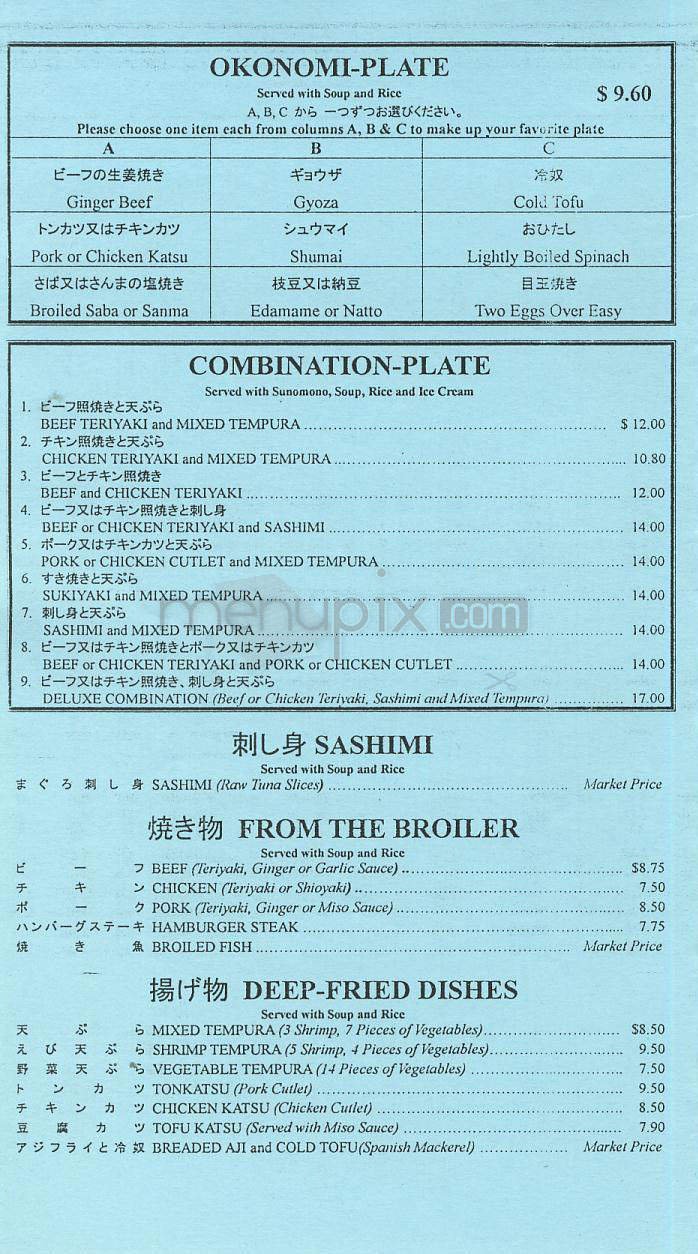 OKONOMI-PLATE
Served with Soup and Rice
$ 9.60
A, B, C から 一つずつお選びください。
Please choose one item each from columns A, B & C to make up your favorite plate
A B C
ビーフの生姜焼き ギョウザ 冷奴
Ginger Beef Gyoza Cold Tofu
トンカツ又はチキンカツ シュウマイ おひたし
Pork or Chicken Katsu Shumai Lightly Boiled Spinach
さば又はさんまの塩焼き 枝豆又は納豆 目玉焼き
Broiled Saba or Sanma Edamame or Natto Two Eggs Over Easy
COMBINATION-PLATE
Served with Sunomono, Soup, Rice and Ice Cream
1. ビーフ照焼きと天ぷら
BEEF TERIYAKI and MIXED TEMPURA $ 12.00
2. チキン照焼きと天ぷら
CHICKEN TERIYAKI and MIXED TEMPURA 10.80
3. ビーフとチキン照焼き
BEEF and CHICKEN TERIYAKI 12.00
4. ビーフ又はチキン照焼きと刺し身
BEEF or CHICKEN TERIYAKI and SASHIMI 14.00
5. ポーク又はチキンカツと天ぷら
PORK or CHICKEN CUTLET and MIXED TEMPURA 14.00
6. すき焼きと天ぷら
SUKIYAKI and MIXED TEMPURA 14.00
7. 刺し身と天ぷら
SASHIMI and MIXED TEMPURA 14.00
menupix.com
8. ビーフ又はチキン照焼きとポーク又はチキンカツ
BEEF or CHICKEN TERIYAKI and PORK or CHICKEN CUTLET 14.00
9. ビーフ又はチキン照焼き、刺し身と天ぷら
DELUXE COMBINATION (Beef or Chicken Teriyaki, Sashimi and Mixed Tempura) 17.00
刺し身 SASHIMI
Served with Soup and Rice
まぐろ刺し身 SASHIMI (Raw Tuna Slices) Market Price
焼き物 FROM THE BROILER
Served with Soup and Rice
ビーフ BEEF (Teriyaki, Ginger or Garlic Sauce) $8.75
チキン CHICKEN (Teriyaki or Shioyaki) 7.50
ポーク PORK (Teriyaki, Ginger or Miso Sauce) 8.50
ハンバーグステーキ HAMBURGER STEAK 7.75
焼き魚 BROILED FISH Market Price
揚げ物 DEEP-FRIED DISHES
Served with Soup and Rice
天ぷら MIXED TEMPURA (3 Shrimp, 7 Pieces of Vegetables) $8.50
えび天ぷら SHRIMP TEMPURA (5 Shrimp, 4 Pieces of Vegetables) 9.50
野菜天ぷら VEGETABLE TEMPURA (14 Pieces of Vegetables) 7.50
トンカツ TONKATSU (Pork Cutlet) 9.50
チキンカツ CHICKEN KATSU (Chicken Cutlet) 8.50
豆腐カツ TOFU KATSU (Served with Miso Sauce) 7.90
アジフライと冷奴 BREADED AJI and COLD TOFU(Spanish Mackerel) Market Price